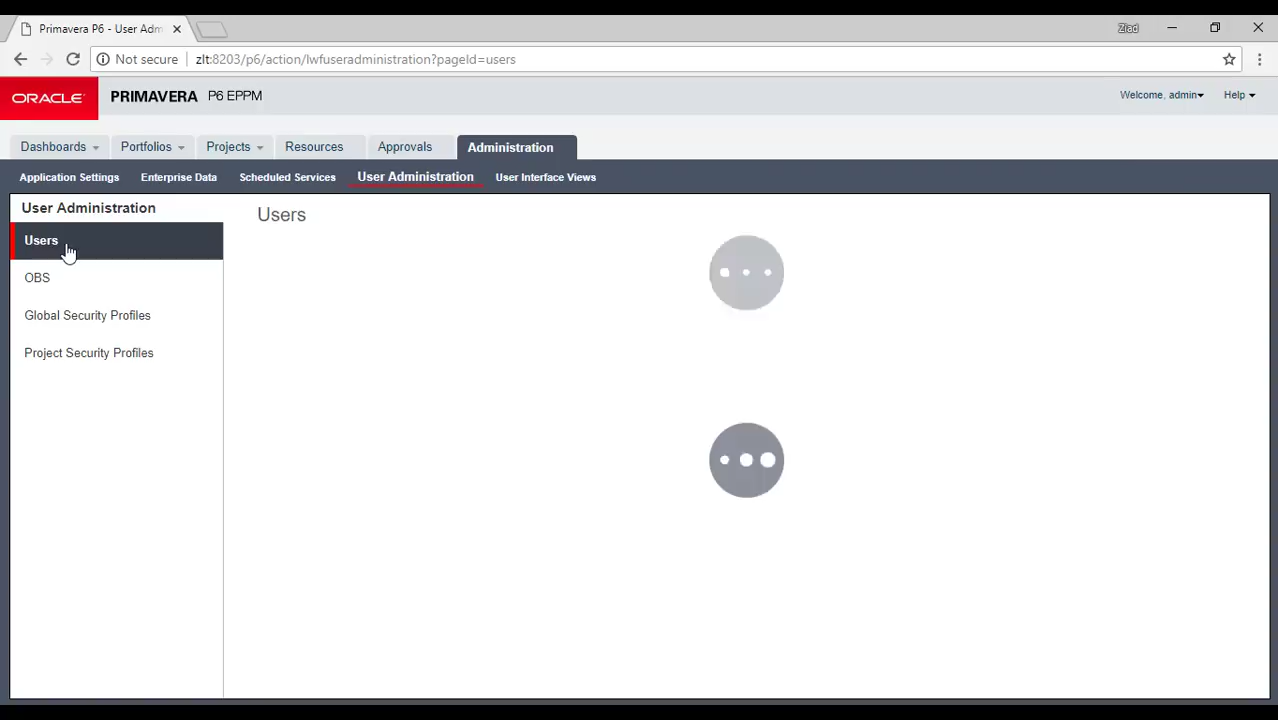 Primavera P6 - User Adm
Ziad
Not secure
zlt:8203/p6/action/lwfuseradministration?pageId=users
ORACLE PRIMAVERA P6 EPPM
Welcome, admin Help
Dashboards Portfolios Projects Resources Approvals Administration
Application Settings Enterprise Data Scheduled Services User Administration User Interface Views
User Administration
Users
OBS
Global Security Profiles
Project Security Profiles
Users